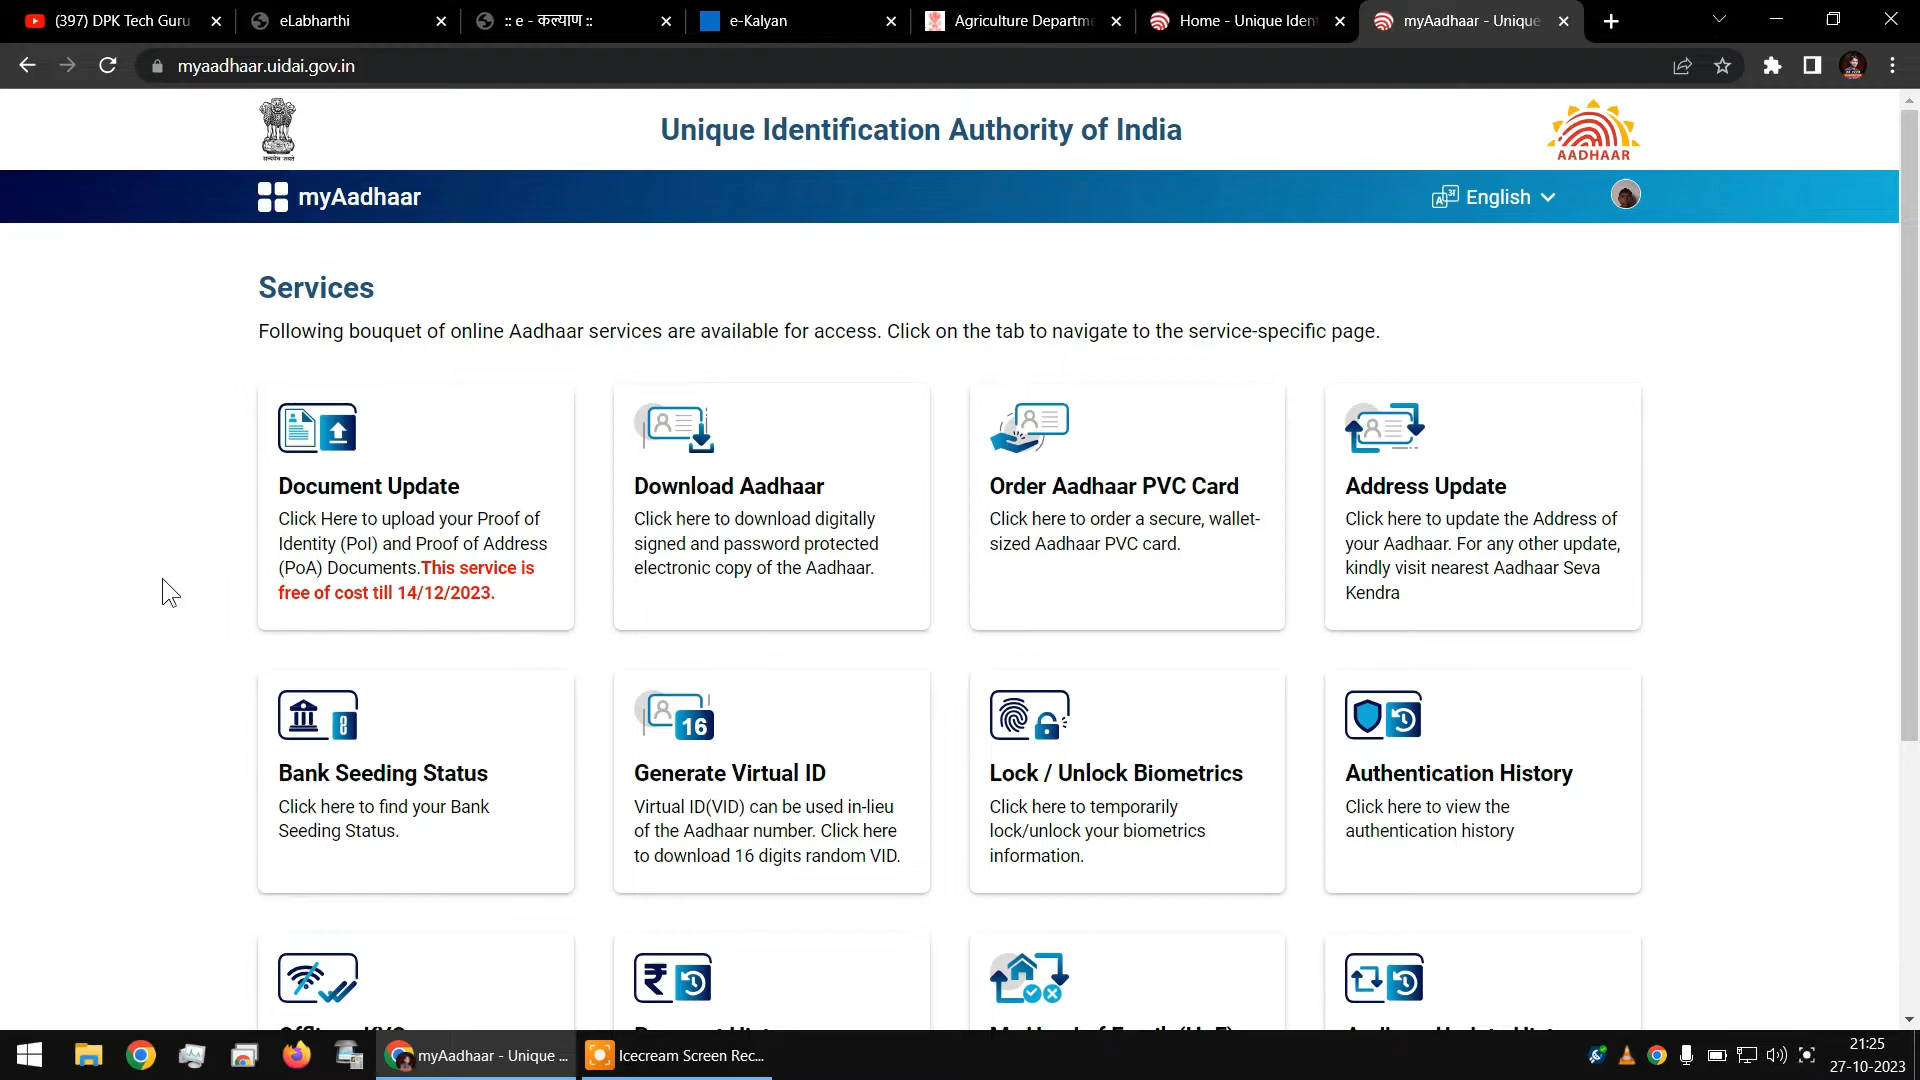 (397) DPK Tech Guru
eLabharthi
:: e - कल्याण ::
e-Kalyan
Agriculture Departm
Home - Unique Iden
myAadhaar - Unique
myaadhaar.uidai.gov.in
सत्यमेव जयते
Unique Identification Authority of India
AADHAAR
myAadhaar
English
Services
Following bouquet of online Aadhaar services are available for access. Click on the tab to navigate to the service-specific page.
Document Update
Click Here to upload your Proof of
Identity (PoI) and Proof of Address
(PoA) Documents.This service is
free of cost till 14/12/2023.
Download Aadhaar
Click here to download digitally
signed and password protected
electronic copy of the Aadhaar.
Order Aadhaar PVC Card
Click here to order a secure, wallet-
sized Aadhaar PVC card.
Address Update
Click here to update the Address of
your Aadhaar. For any other update,
kindly visit nearest Aadhaar Seva
Kendra
8
Bank Seeding Status
Click here to find your Bank
Seeding Status.
16
Generate Virtual ID
Virtual ID(VID) can be used in-lieu
of the Aadhaar number. Click here
to download 16 digits random VID.
Lock / Unlock Biometrics
Click here to temporarily
lock/unlock your biometrics
information.
Authentication History
Click here to view the
authentication history
₹
myAadhaar - Unique ...
Icecream Screen Rec...
21:25
27-10-2023